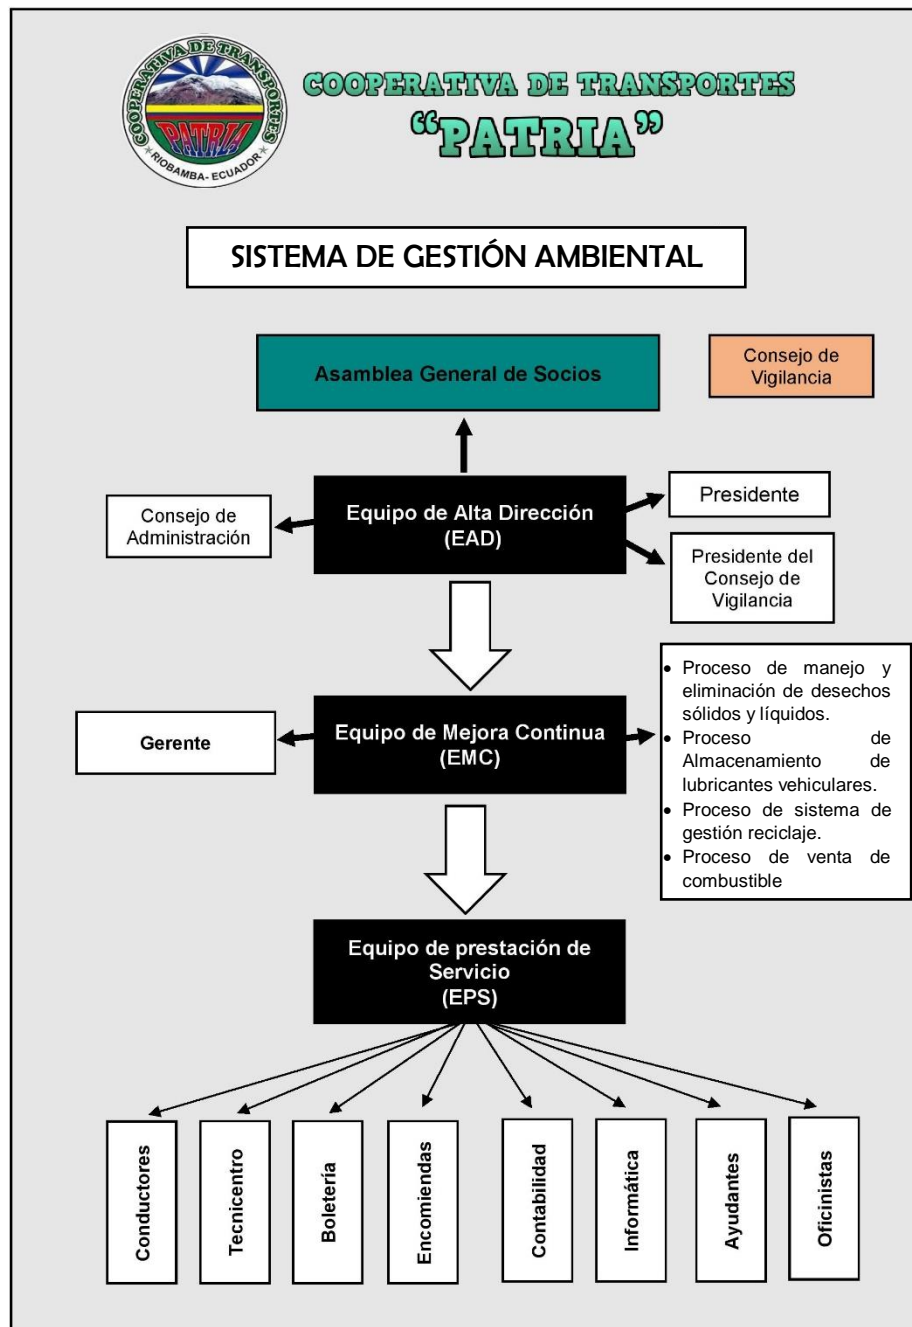 COOPERATIVA DE TRANSPORTES
PATRIA
RIOBAMBA- ECUADOR
COOPERATIVA DE TRANSPORTES
“PATRIA”
SISTEMA DE GESTIÓN AMBIENTAL
Asamblea General de Socios
Consejo de
Vigilancia
Consejo de
Administración
Equipo de Alta Dirección
(EAD)
Presidente
Presidente del
Consejo de
Vigilancia
Gerente
Equipo de Mejora Continua
(EMC)
• Proceso de manejo y
eliminación de desechos
sólidos y líquidos.
• Proceso de
Almacenamiento de
lubricantes vehiculares.
• Proceso de sistema de
gestión reciclaje.
• Proceso de venta de
combustible
Equipo de prestación de
Servicio
(EPS)
Conductores
Tecnicentro
Boletería
Encomiendas
Contabilidad
Informática
Ayudantes
Oficinistas